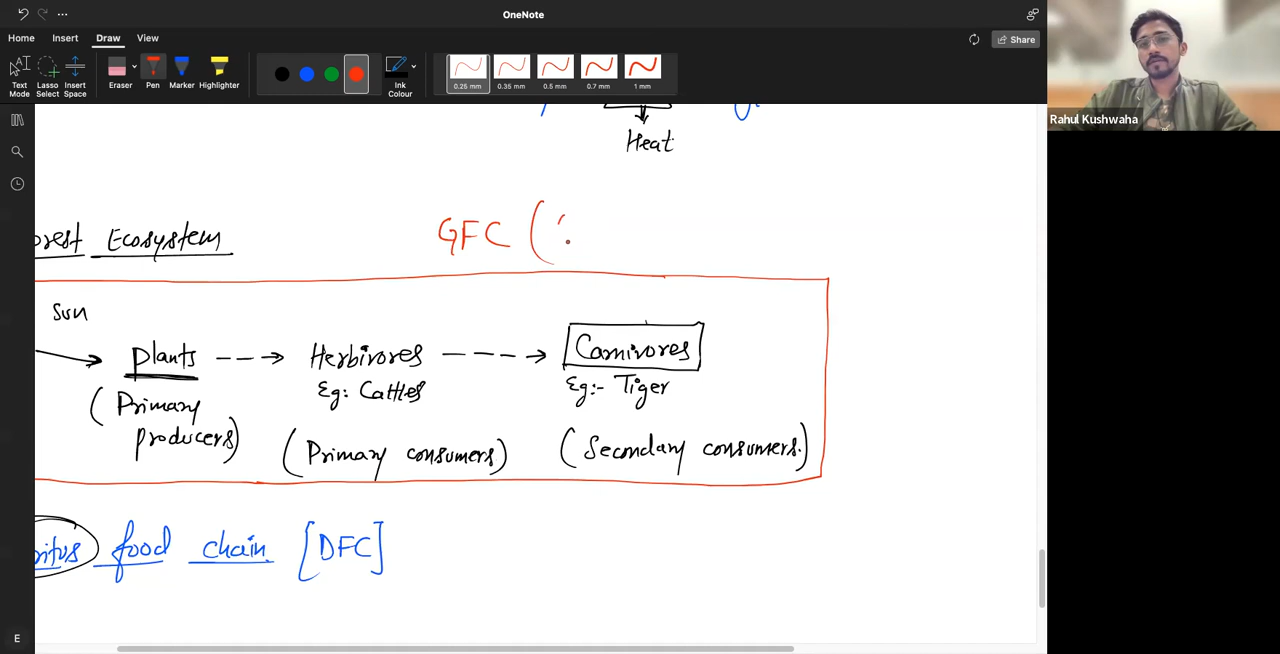 OneNote
Home Insert Draw View
Share
Text Mode
Lasso Select
Insert Space
Eraser
Pen
Marker
Highlighter
Ink Colour
0.25 mm
0.35 mm
0.5 mm
0.7 mm
1 mm
Rahul Kushwaha
Heat
orest Ecosystem
GFC (
Sun
Plants ---> Herbivores ---> Carnivores
Eg: Cattles
Eg:- Tiger
(Primary producers)
(Primary consumers)
(Secondary consumers.)
ritus food chain [DFC]
E